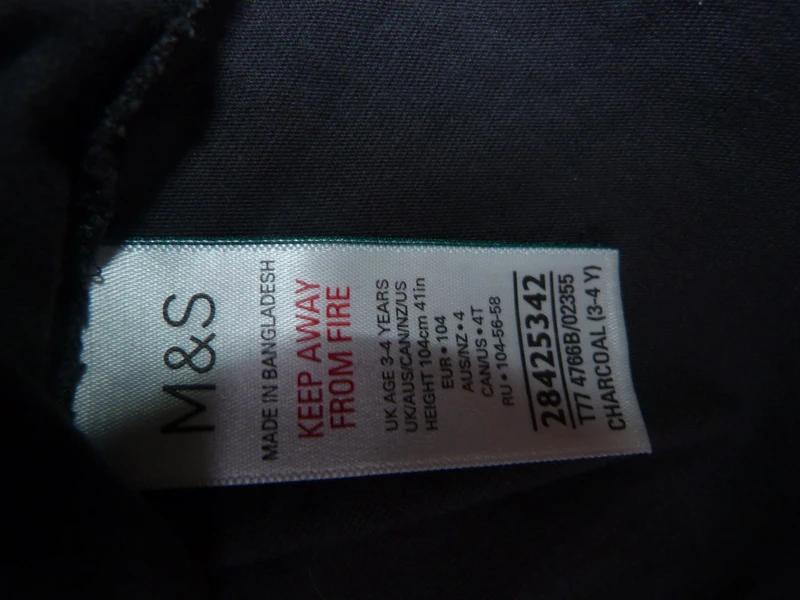 M&S
MADE IN BANGLADESH
KEEP AWAY
FROM FIRE
UK AGE 3-4 YEARS
UK/AUS/CAN/NZ/US
HEIGHT 104cm 41in
EUR • 104
AUS/NZ • 4
CAN/US • 4T
RU • 104-56-58
28425342
T77 4766B/02355
CHARCOAL (3-4 Y)